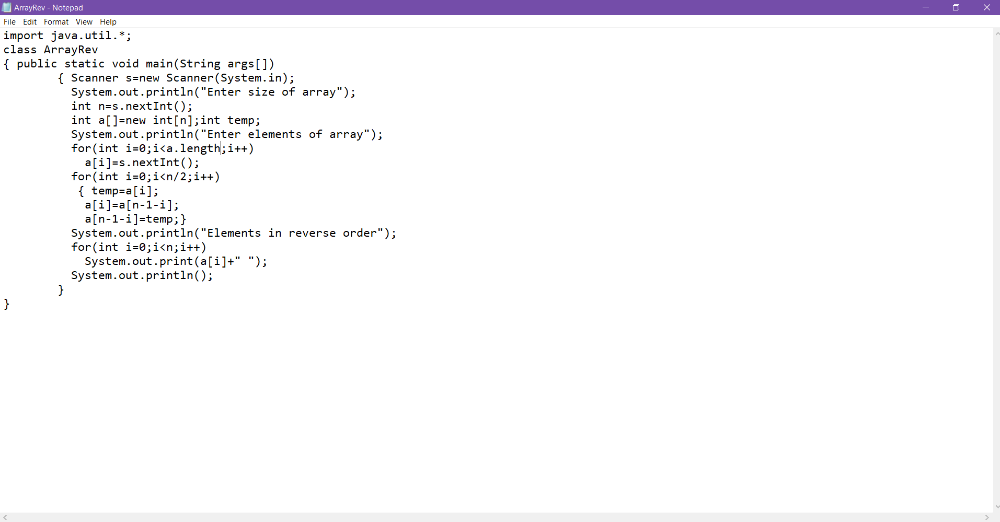 ArrayRev - Notepad
File Edit Format View Help
import java.util.*;
class ArrayRev
{ public static void main(String args[])
        { Scanner s=new Scanner(System.in);
          System.out.println("Enter size of array");
          int n=s.nextInt();
          int a[]=new int[n];int temp;
          System.out.println("Enter elements of array");
          for(int i=0;i<a.length;i++)
            a[i]=s.nextInt();
          for(int i=0;i<n/2;i++)
           { temp=a[i];
            a[i]=a[n-1-i];
            a[n-1-i]=temp;}
          System.out.println("Elements in reverse order");
          for(int i=0;i<n;i++)
            System.out.print(a[i]+" ");
          System.out.println();
        }
}